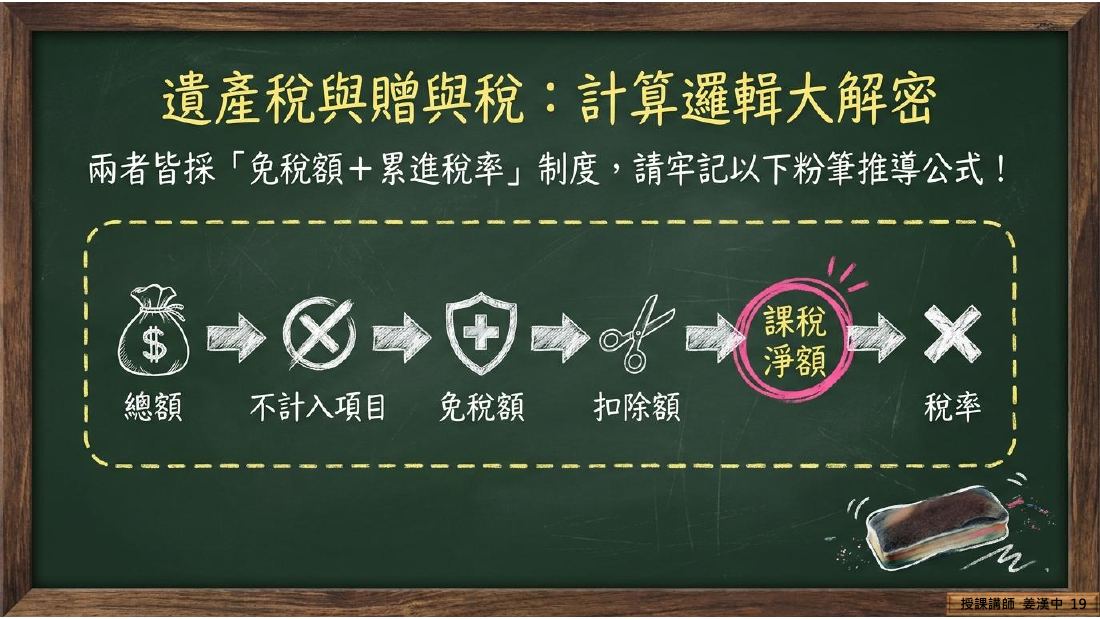 遺產稅與贈與稅：計算邏輯大解密
兩者皆採「免稅額＋累進稅率」制度，請牢記以下粉筆推導公式！
$
總額
不計入項目
免稅額
扣除額
課稅
淨額
稅率
授課講師 姜漢中 19